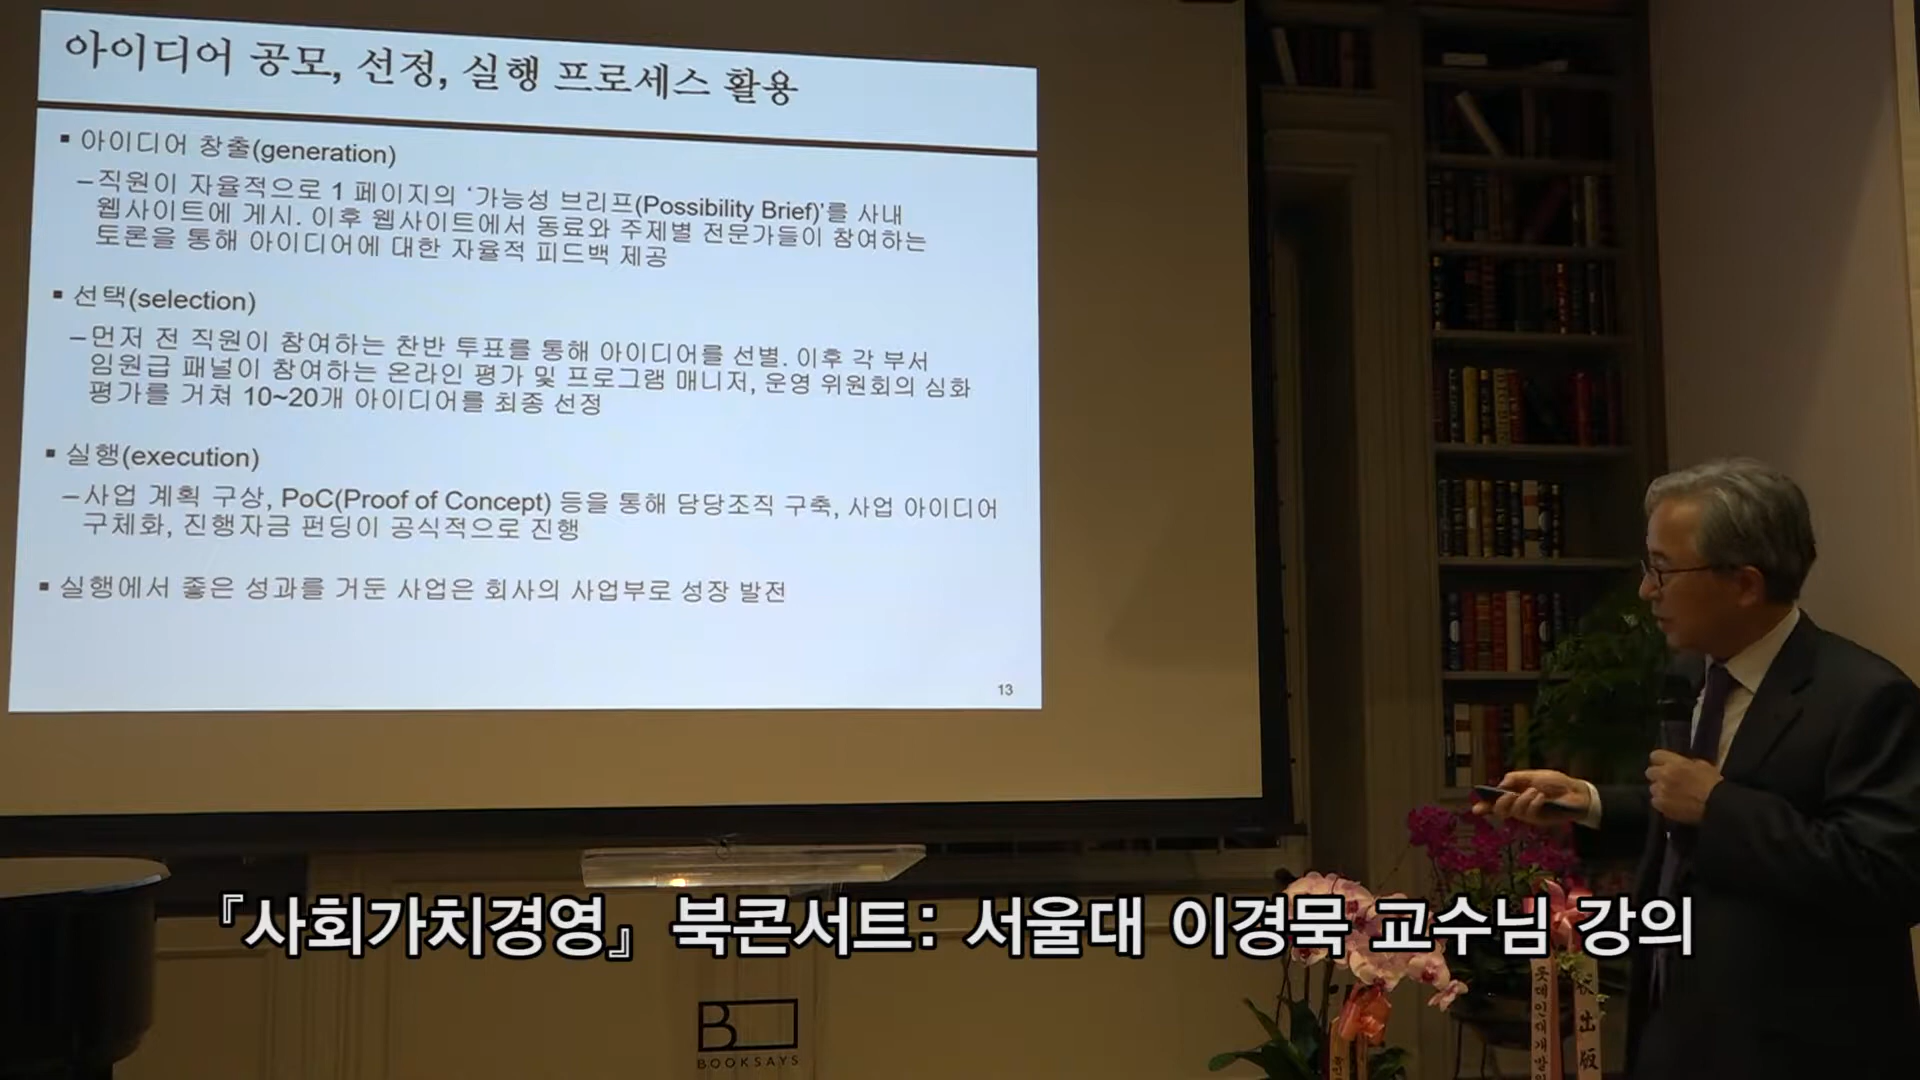 아이디어 공모, 선정, 실행 프로세스 활용
▪ 아이디어 창출(generation)
–직원이 자율적으로 1 페이지의 ‘가능성 브리프(Possibility Brief)’를 사내
웹사이트에 게시. 이후 웹사이트에서 동료와 주제별 전문가들이 참여하는
토론을 통해 아이디어에 대한 자율적 피드백 제공
▪ 선택(selection)
–먼저 전 직원이 참여하는 찬반 투표를 통해 아이디어를 선별. 이후 각 부서
임원급 패널이 참여하는 온라인 평가 및 프로그램 매니저, 운영 위원회의 심화
평가를 거쳐 10~20개 아이디어를 최종 선정
▪ 실행(execution)
–사업 계획 구상, PoC(Proof of Concept) 등을 통해 담당조직 구축, 사업 아이디어
구체화, 진행자금 펀딩이 공식적으로 진행
▪ 실행에서 좋은 성과를 거둔 사업은 회사의 사업부로 성장 발전
13
『사회가치경영』 북콘서트: 서울대 이경묵 교수님 강의
B
BOOKSAYS
出版